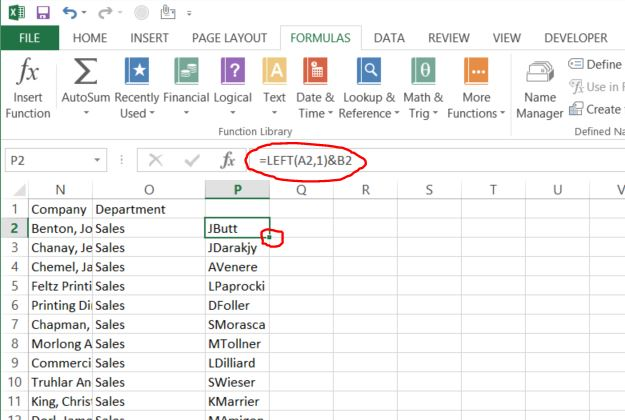 FILE HOME INSERT PAGE LAYOUT FORMULAS DATA REVIEW VIEW DEVELOPER
fx Σ ? A θ Define
Insert AutoSum Recently Financial Logical Text Date & Lookup & Math & More Name Use in F
Function Used Time Reference Trig Functions Manager Create
Function Library Defined Na
P2 fx =LEFT(A2,1)&B2
N O P Q R S T U V
1 Company Department
2 Benton, Jo Sales JButt
3 Chanay, Je Sales JDarakjy
4 Chemel, Ja Sales AVenere
5 Feltz Printi Sales LPaprocki
6 Printing Di Sales DFoller
7 Chapman, Sales SMorasca
8 Morlong A Sales MTollner
9 Commerci Sales LDilliard
10 Truhlar An Sales SWieser
11 King, Christ Sales KMarrier